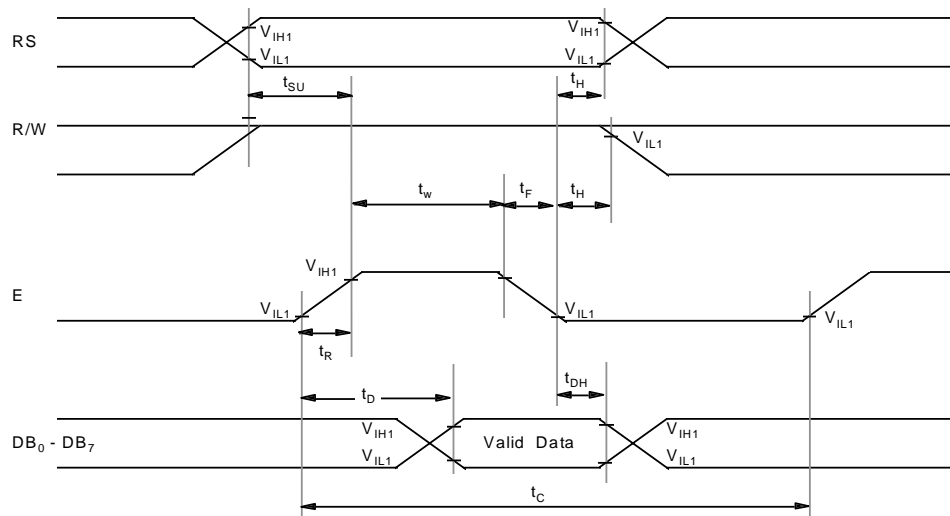 RS
V_IH1
V_IL1
V_IH1
V_IL1
t_SU
t_H
R/W
V_IL1
t_w
t_F
t_H
E
V_IH1
V_IL1
V_IL1
V_IL1
t_R
t_D
t_DH
DB_0 - DB_7
V_IH1
V_IL1
Valid Data
V_IH1
V_IL1
t_C